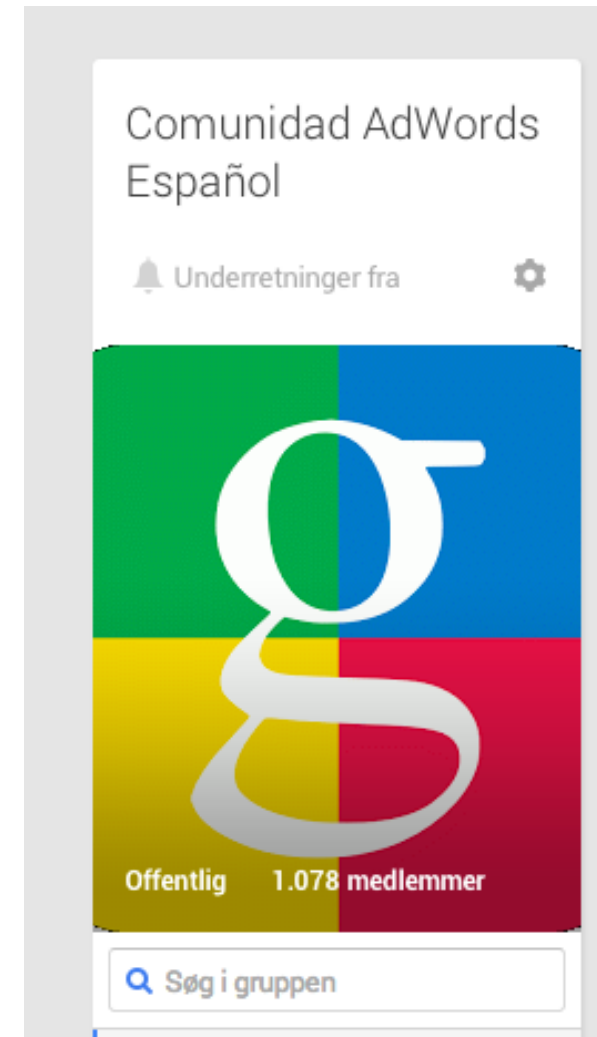 Comunidad AdWords
Español
Underretninger fra
g
Offentlig 1.078 medlemmer
Søg i gruppen